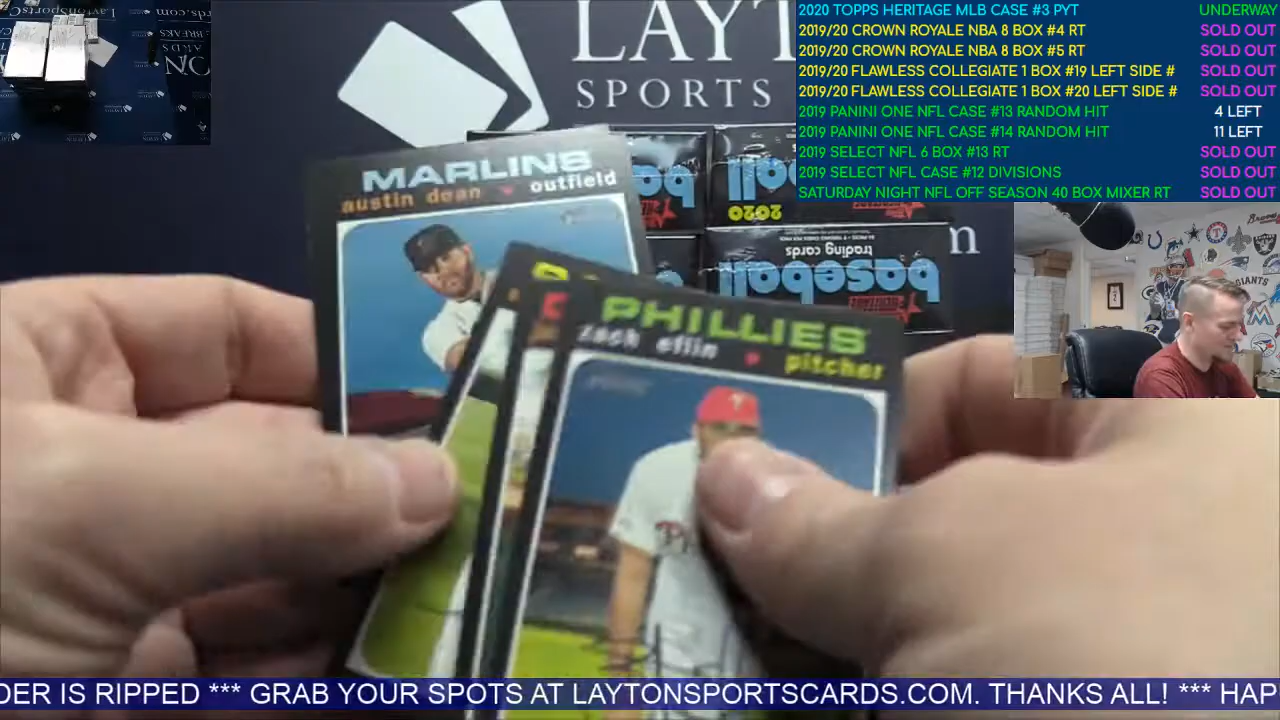 2020 TOPPS HERITAGE MLB CASE #3 PYT UNDERWAY
2019/20 CROWN ROYALE NBA 8 BOX #4 RT SOLD OUT
2019/20 CROWN ROYALE NBA 8 BOX #5 RT SOLD OUT
2019/20 FLAWLESS COLLEGIATE 1 BOX #19 LEFT SIDE # SOLD OUT
2019/20 FLAWLESS COLLEGIATE 1 BOX #20 LEFT SIDE # SOLD OUT
2019 PANINI ONE NFL CASE #13 RANDOM HIT 4 LEFT
2019 PANINI ONE NFL CASE #14 RANDOM HIT 11 LEFT
2019 SELECT NFL 6 BOX #13 RT SOLD OUT
2019 SELECT NFL CASE #12 DIVISIONS SOLD OUT
SATURDAY NIGHT NFL OFF SEASON 40 BOX MIXER RT SOLD OUT
LAYT
SPORTS
MARLINS
austin dean outfield
PHILLIES
zach eflin pitcher
2020
trading cards
baseball
GIANTS
DER IS RIPPED *** GRAB YOUR SPOTS AT LAYTONSPORTSCARDS.COM. THANKS ALL! *** HAP